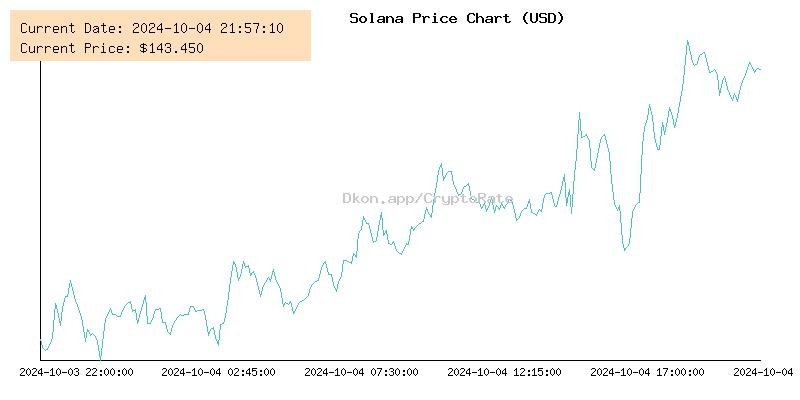 Solana Price Chart (USD)
Current Date: 2024-10-04 21:57:10
Current Price: $143.450
Dkon.app/CryptoRate
2024-10-03 22:00:00 2024-10-04 02:45:00 2024-10-04 07:30:00 2024-10-04 12:15:00 2024-10-04 17:00:00 2024-10-04